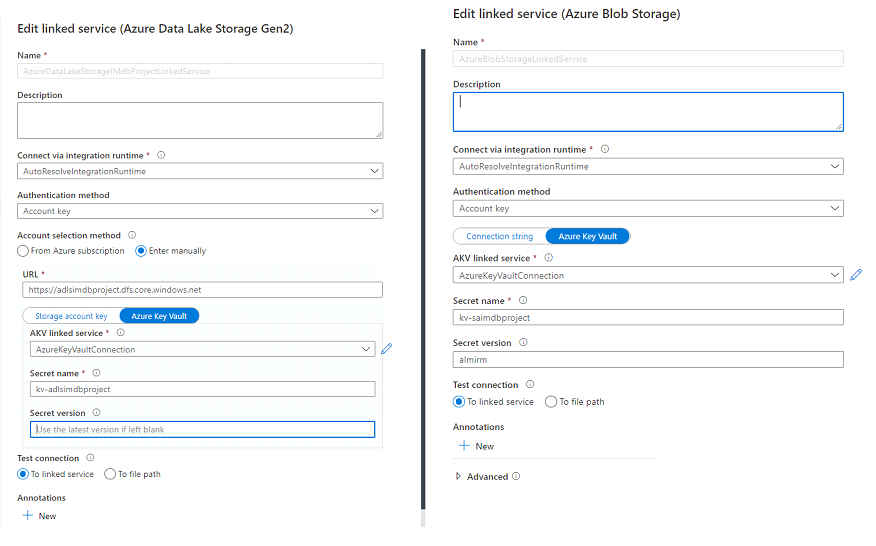 Edit linked service (Azure Data Lake Storage Gen2)
Name *
AzureDataLakeStorageIMdbProjectLinkedService
Description
Connect via integration runtime *
AutoResolveIntegrationRuntime
Authentication method
Account key
Account selection method
From Azure subscription
Enter manually
URL *
https://adlsimdbproject.dfs.core.windows.net
Storage account key
Azure Key Vault
AKV linked service *
AzureKeyVaultConnection
Secret name *
kv-adlsimdbproject
Secret version
Use the latest version if left blank
Test connection
To linked service
To file path
Annotations
New
Edit linked service (Azure Blob Storage)
Name *
AzureBlobStorageLinkedService
Description
Connect via integration runtime *
AutoResolveIntegrationRuntime
Authentication method
Account key
Connection string
Azure Key Vault
AKV linked service *
AzureKeyVaultConnection
Secret name *
kv-saimdbproject
Secret version
almirm
Test connection
To linked service
To file path
Annotations
New
Advanced